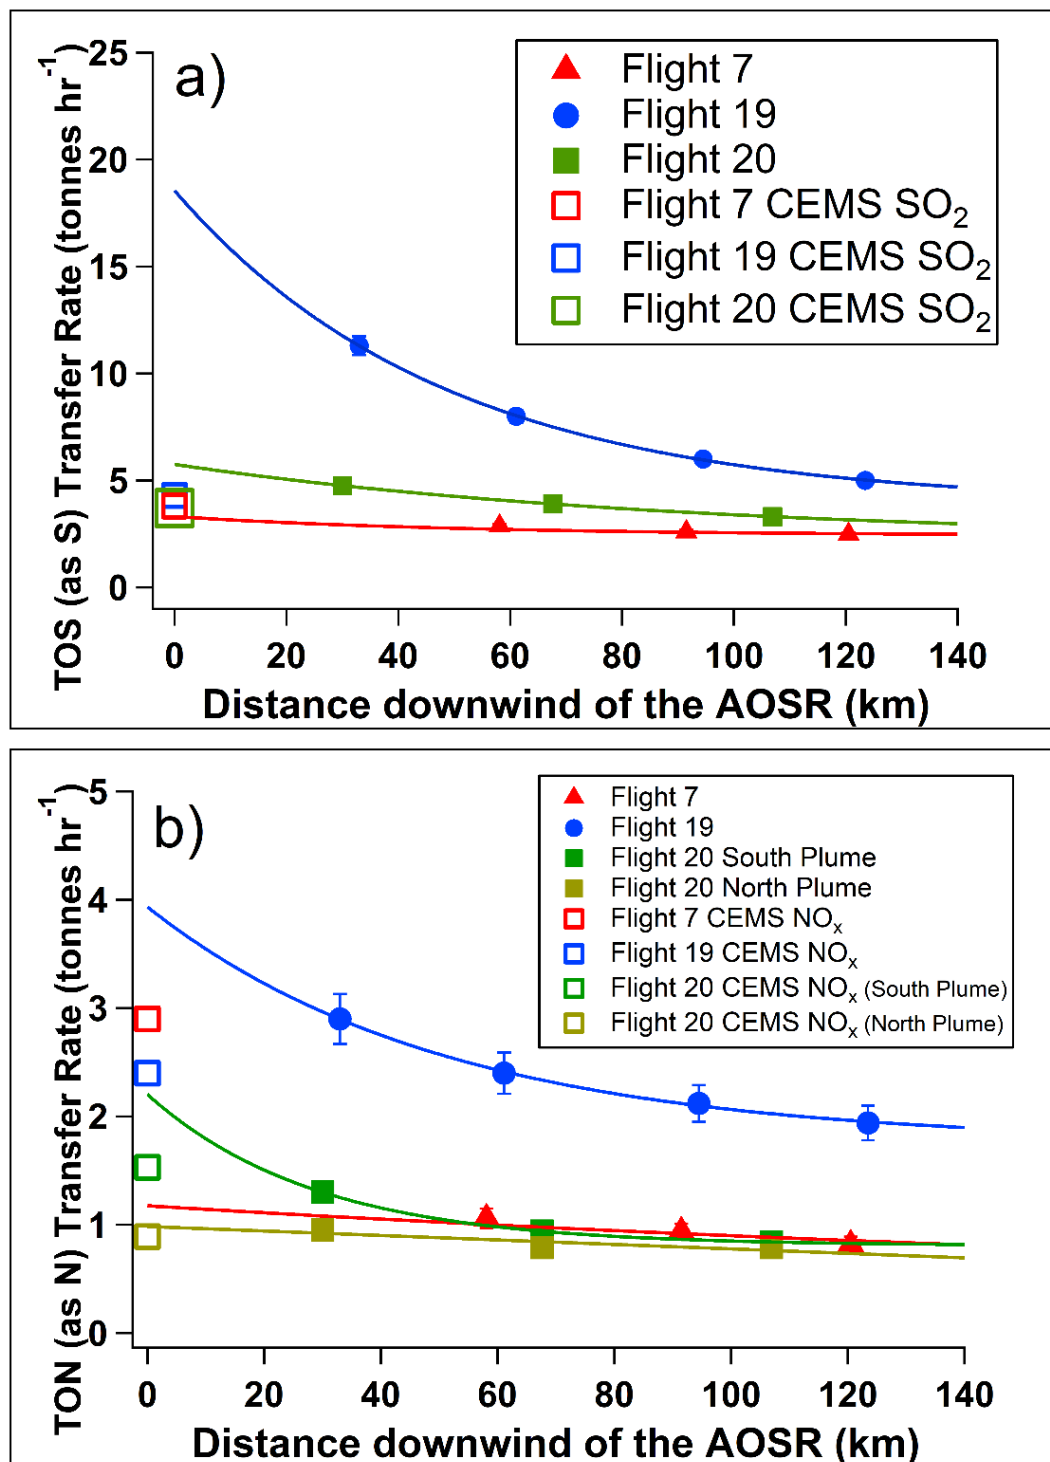 a)
TOS (as S) Transfer Rate (tonnes hr⁻¹)
25
20
15
10
5
0
Flight 7
Flight 19
Flight 20
Flight 7 CEMS SO₂
Flight 19 CEMS SO₂
Flight 20 CEMS SO₂
0 20 40 60 80 100 120 140
Distance downwind of the AOSR (km)
b)
TON (as N) Transfer Rate (tonnes hr⁻¹)
5
4
3
2
1
0
Flight 7
Flight 19
Flight 20 South Plume
Flight 20 North Plume
Flight 7 CEMS NOₓ
Flight 19 CEMS NOₓ
Flight 20 CEMS NOₓ (South Plume)
Flight 20 CEMS NOₓ (North Plume)
0 20 40 60 80 100 120 140
Distance downwind of the AOSR (km)